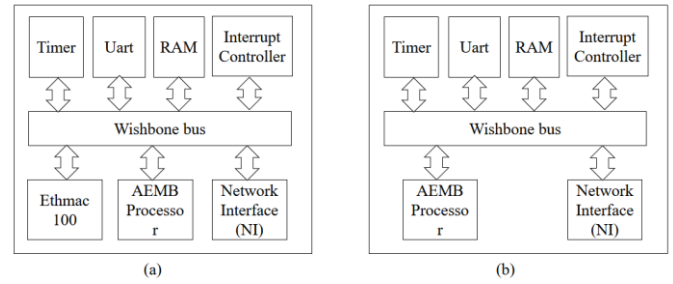 Timer
Uart
RAM
Interrupt
Controller
Wishbone bus
Ethmac
100
AEMB
Processo
r
Network
Interface
(NI)
(a)
Timer
Uart
RAM
Interrupt
Controller
Wishbone bus
AEMB
Processo
r
Network
Interface
(NI)
(b)